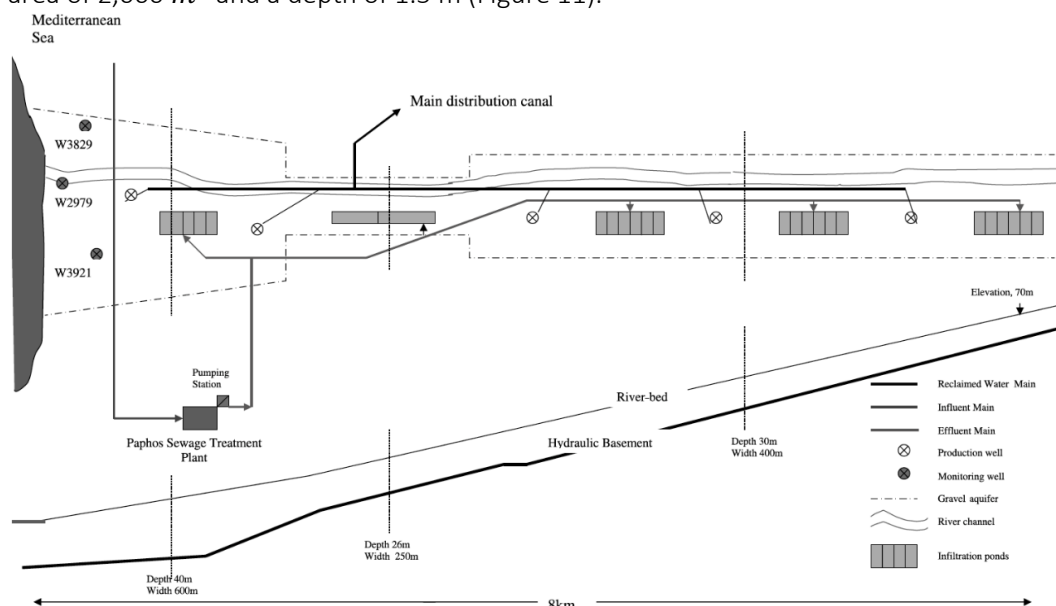 area of 2,000 m² and a depth of 1.5 m (Figure 11).
Mediterranean
Sea
Main distribution canal
W3829
W2979
W3921
Elevation, 70m
Pumping
Station
River-bed
Paphos Sewage Treatment
Plant
Hydraulic Basement
Depth 30m
Width 400m
Reclaimed Water Main
Influent Main
Effluent Main
Production well
Monitoring well
Gravel aquifer
River channel
Infiltration ponds
Depth 26m
Width 250m
Depth 40m
Width 600m
8km